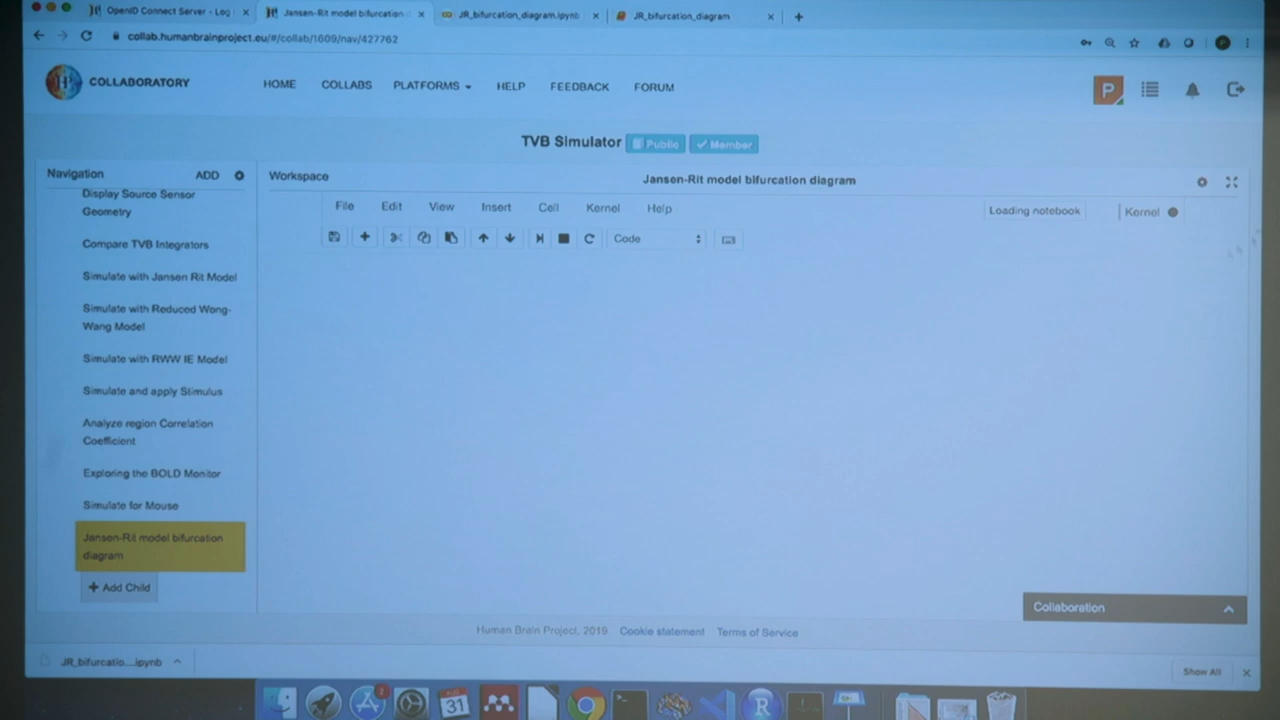 OpenID Connect Server - Log
Jansen-Rit model bifurcation
JR_bifurcation_diagram.ipynb
JR_bifurcation_diagram
collab.humanbrainproject.eu/#/collab/1609/nav/427762
COLLABORATORY
HOME
COLLABS
PLATFORMS
HELP
FEEDBACK
FORUM
P
TVB Simulator
Public
Member
Navigation
ADD
Display Source Sensor
Geometry
Compare TVB Integrators
Simulate with Jansen Rit Model
Simulate with Reduced Wong-
Wang Model
Simulate with RWW IE Model
Simulate and apply Stimulus
Analyze region Correlation
Coefficient
Exploring the BOLD Monitor
Simulate for Mouse
Jansen-Rit model bifurcation
diagram
Add Child
Workspace
Jansen-Rit model bifurcation diagram
File
Edit
View
Insert
Cell
Kernel
Help
Loading notebook
Kernel
Code
Collaboration
Human Brain Project, 2019
Cookie statement
Terms of Service
JR_bifurcatio....ipynb
Show All
31
R